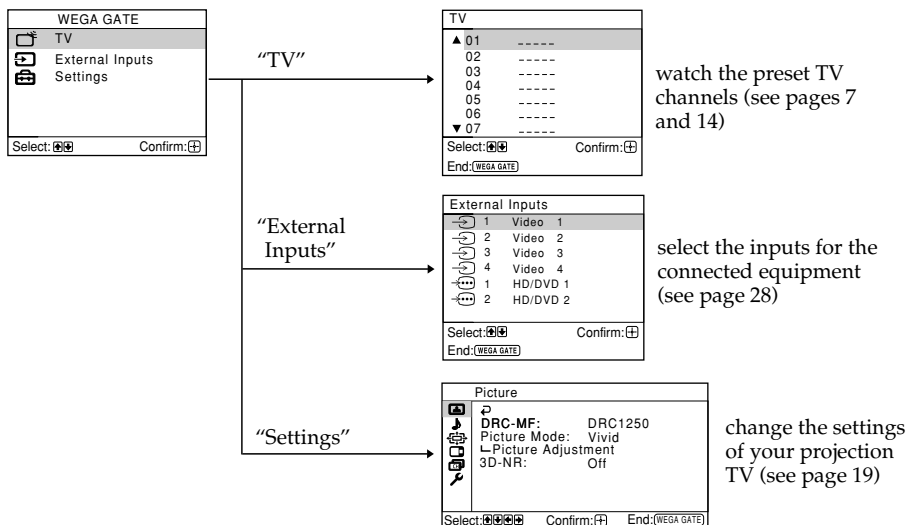 WEGA GATE
TV
External Inputs
Settings
Select: Confirm:
"TV"
TV
01 -----
02 -----
03 -----
04 -----
05 -----
06 -----
07 -----
Select: Confirm:
End: WEGA GATE
watch the preset TV
channels (see pages 7
and 14)
"External
Inputs"
External Inputs
1 Video 1
2 Video 2
3 Video 3
4 Video 4
1 HD/DVD 1
2 HD/DVD 2
Select: Confirm:
End: WEGA GATE
select the inputs for the
connected equipment
(see page 28)
"Settings"
Picture
DRC-MF: DRC1250
Picture Mode: Vivid
Picture Adjustment
3D-NR: Off
Select: Confirm: End: WEGA GATE
change the settings
of your projection
TV (see page 19)